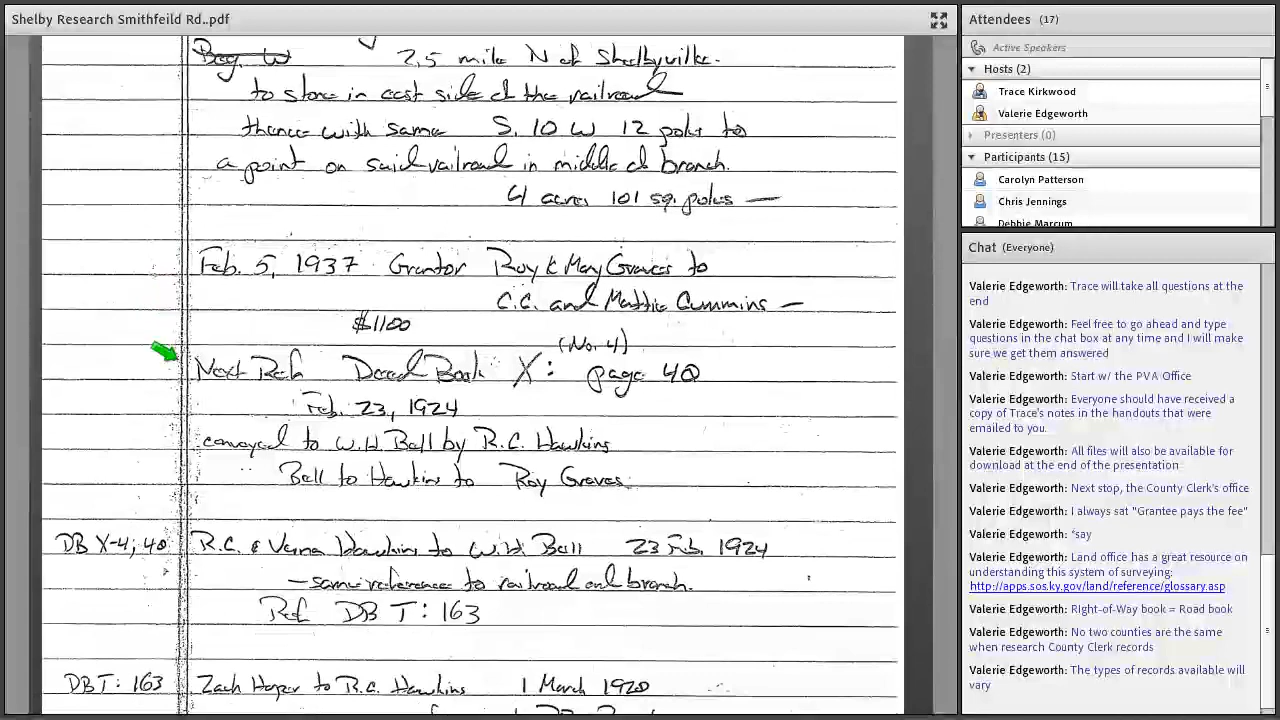 Shelby Research Smithfeild Rd..pdf
Beg. W 2,5 mile N of Shelbyville.
to stone in east side of the railroad
thence with same S. 10 W 12 poles to
a point on said railroad in middle of branch.
4 acres 101 sq. poles —
Feb. 5, 1937 Grantor Roy & May Graves to
C.C. and Mattie Cummins —
$1100
(No. 4)
Next Ref. Deed Book X: page 40
Feb. 23, 1924
conveyed to W.H. Ball by R.C. Hawkins
Ball to Hawkins to Roy Graves.
DB X-4; 40 R.C. & Verna Hawkins to W.H. Ball 23 Feb. 1924
—same reference to railroad and branch.
Ref DB T: 163
DB T: 163 Zach Hoper to R.C. Hawkins 1 March 1920
Attendees (17)
Active Speakers
Hosts (2)
Trace Kirkwood
Valerie Edgeworth
Presenters (0)
Participants (15)
Carolyn Patterson
Chris Jennings
Debbie Marcum
Chat (Everyone)
Valerie Edgeworth: Trace will take all questions at the
end
Valerie Edgeworth: Feel free to go ahead and type
questions in the chat box at any time and I will
make sure we get them answered
Valerie Edgeworth: Start w/ the PVA Office
Valerie Edgeworth: Everyone should have received a
copy of Trace's notes in the handouts that were
emailed to you.
Valerie Edgeworth: All files will also be available for
download at the end of the presentation
Valerie Edgeworth: Next stop, the County Clerk's office
Valerie Edgeworth: I always sat "Grantee pays the fee"
Valerie Edgeworth: *say
Valerie Edgeworth: Land office has a great resource on
understanding this system of surveying:
http://apps.sos.ky.gov/land/reference/glossary.asp
Valerie Edgeworth: Right-of-Way book = Road book
Valerie Edgeworth: No two counties are the same
when research County Clerk records
Valerie Edgeworth: The types of records available will
vary